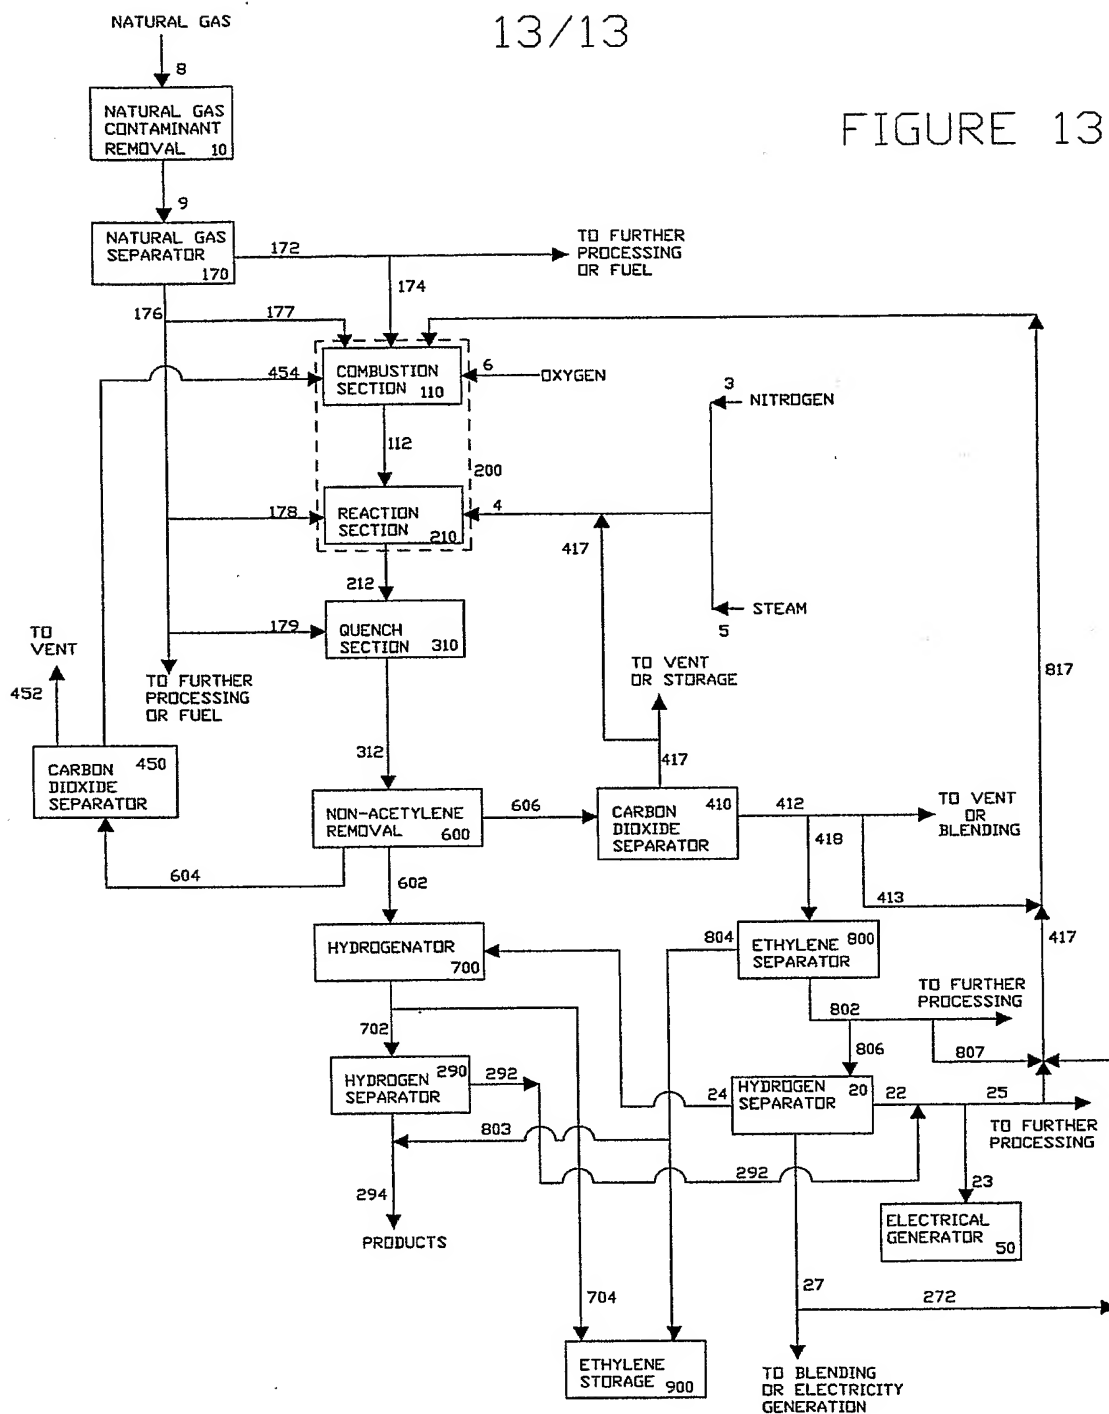 13/13
FIGURE 13
NATURAL GAS
8
NATURAL GAS
CONTAMINANT
REMOVAL 10
9
NATURAL GAS
SEPARATOR
170
172
TO FURTHER
PROCESSING
OR FUEL
174
176
177
454
COMBUSTION
SECTION 110
6
OXYGEN
3
NITROGEN
112
200
178
REACTION
SECTION 210
4
417
212
5
STEAM
179
QUENCH
SECTION 310
TO
VENT
452
TO FURTHER
PROCESSING
OR FUEL
TO VENT
OR STORAGE
817
312
417
CARBON 450
DIOXIDE
SEPARATOR
NON-ACETYLENE
REMOVAL 600
606
CARBON 410
DIOXIDE
SEPARATOR
412
TO VENT
OR
BLENDING
418
604
602
413
HYDROGENATOR
700
804
ETHYLENE 800
SEPARATOR
417
802
TO FURTHER
PROCESSING
702
806
807
HYDROGEN 290
SEPARATOR
292
24
HYDROGEN 20
SEPARATOR
22
25
TO FURTHER
PROCESSING
803
292
23
294
PRODUCTS
ELECTRICAL
GENERATOR 50
27
272
704
ETHYLENE
STORAGE 900
TO BLENDING
OR ELECTRICITY
GENERATION